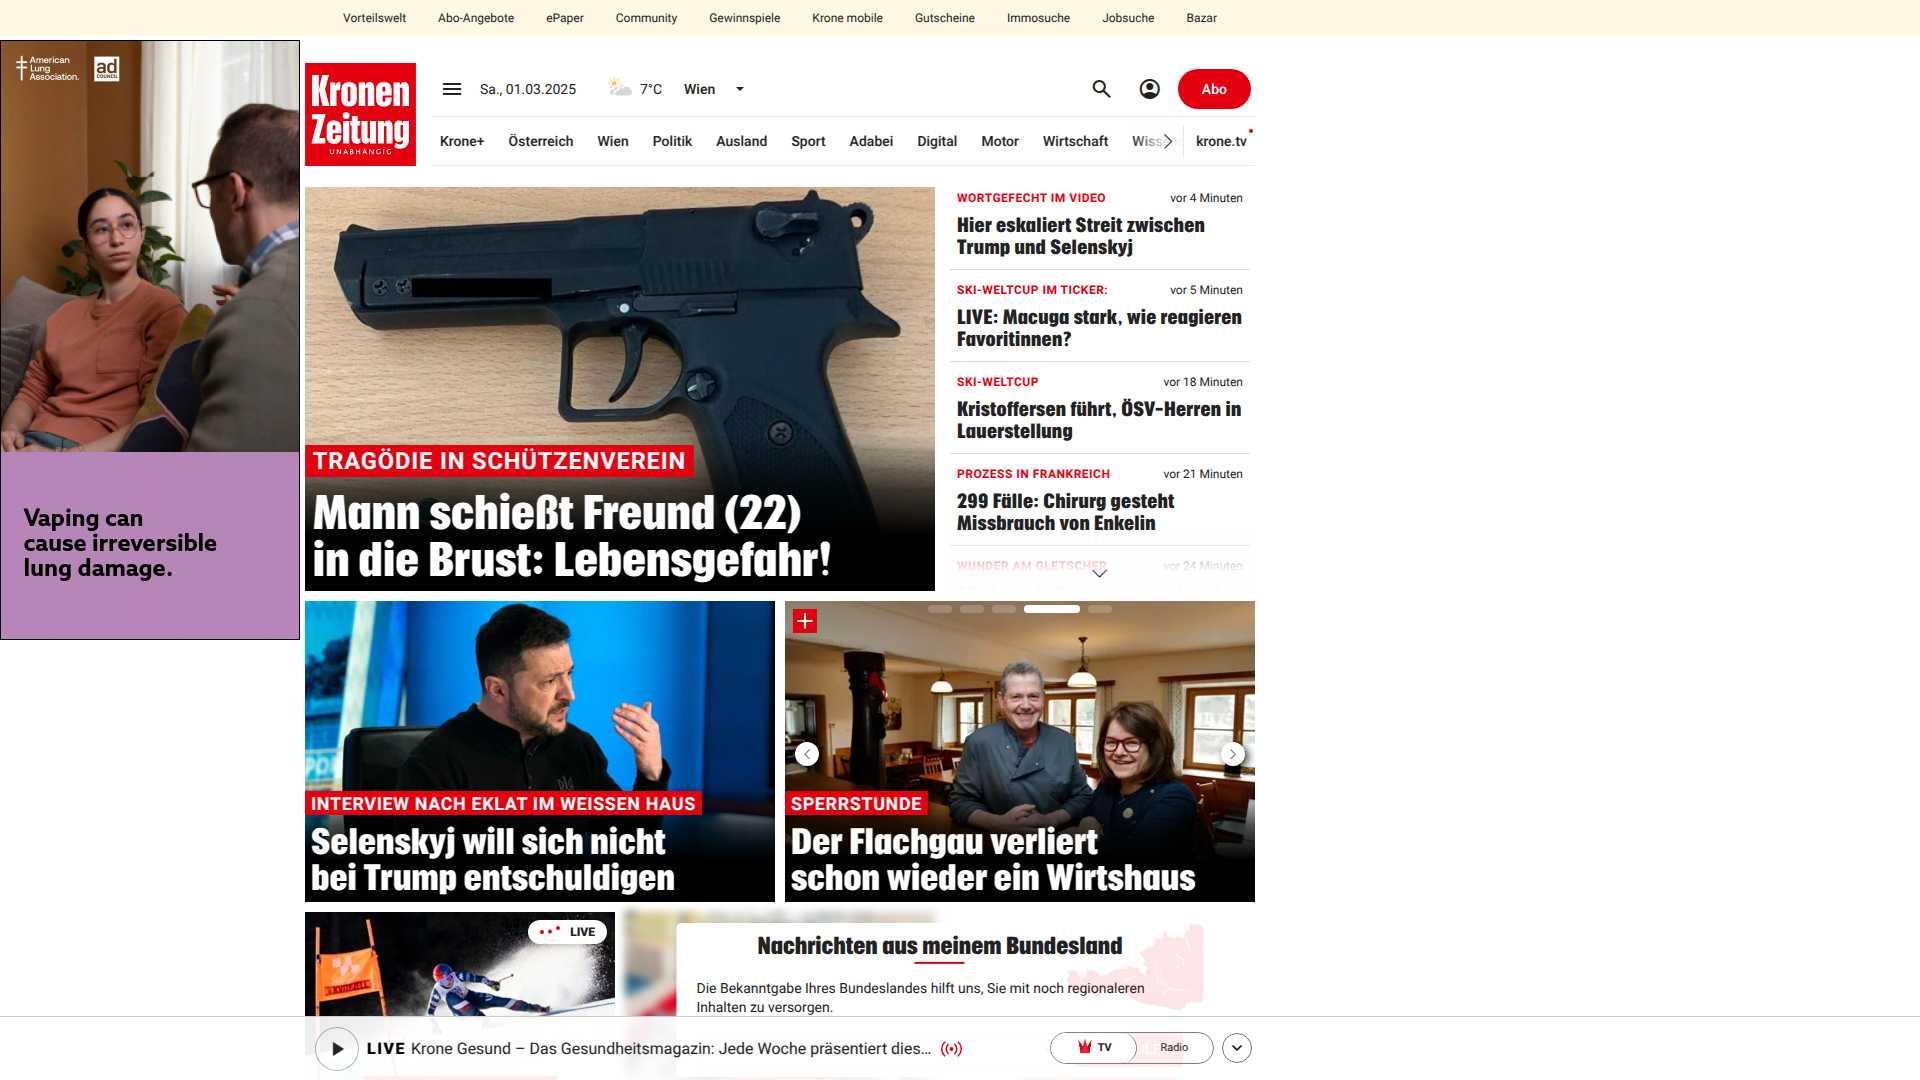 Vorteilswelt Abo-Angebote ePaper Community Gewinnspiele Krone mobile Gutscheine Immosuche Jobsuche Bazar
American
Lung
Association.
ad
COUNCIL
Vaping can
cause irreversible
lung damage.
Kronen
Zeitung
UNABHÄNGIG
Sa., 01.03.2025 7°C Wien
Abo
Krone+ Österreich Wien Politik Ausland Sport Adabei Digital Motor Wirtschaft krone.tv
TRAGÖDIE IN SCHÜTZENVEREIN
Mann schießt Freund (22)
in die Brust: Lebensgefahr!
WORTGEFECHT IM VIDEO vor 4 Minuten
Hier eskaliert Streit zwischen
Trump und Selenskyj
SKI-WELTCUP IM TICKER: vor 5 Minuten
LIVE: Macuga stark, wie reagieren
Favoritinnen?
SKI-WELTCUP vor 18 Minuten
Kristoffersen führt, ÖSV-Herren in
Lauerstellung
PROZESS IN FRANKREICH vor 21 Minuten
299 Fälle: Chirurg gesteht
Missbrauch von Enkelin
WUNDER AM GLETSCHER vor 24 Minuten
INTERVIEW NACH EKLAT IM WEISSEN HAUS
Selenskyj will sich nicht
bei Trump entschuldigen
SPERRSTUNDE
Der Flachgau verliert
schon wieder ein Wirtshaus
LIVE
Nachrichten aus meinem Bundesland
Die Bekanntgabe Ihres Bundeslandes hilft uns, Sie mit noch regionaleren
Inhalten zu versorgen.
LIVE Krone Gesund – Das Gesundheitsmagazin: Jede Woche präsentiert dies...
TV Radio